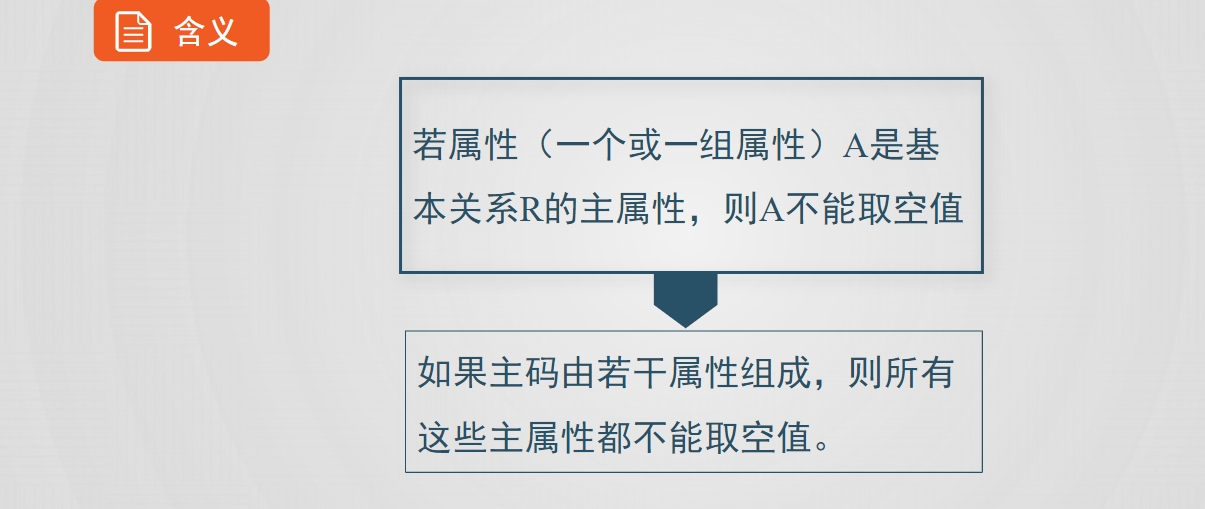 含义
若属性（一个或一组属性）A是基
本关系R的主属性，则A不能取空值
如果主码由若干属性组成，则所有
这些主属性都不能取空值。